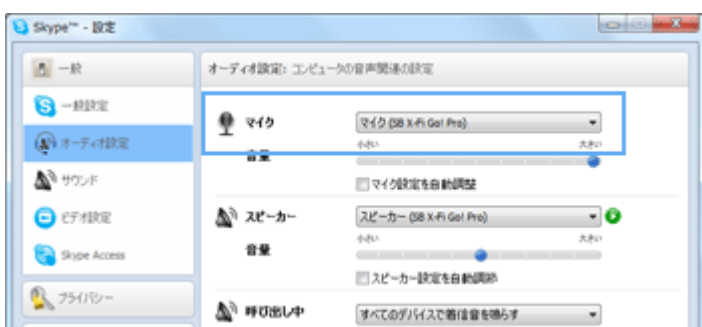 Skype™ - 設定
一般
オーディオ設定: コンピュータの音声関連の設定
一般設定
オーディオ設定
サウンド
ビデオ設定
Skype Access
プライバシー
マイク
マイク (SB X-Fi Go! Pro)
音量
小さい
大きい
マイク設定を自動調整
スピーカー
スピーカー (SB X-Fi Go! Pro)
音量
小さい
大きい
スピーカー設定を自動調節
呼び出し中
すべてのデバイスで着信音を鳴らす